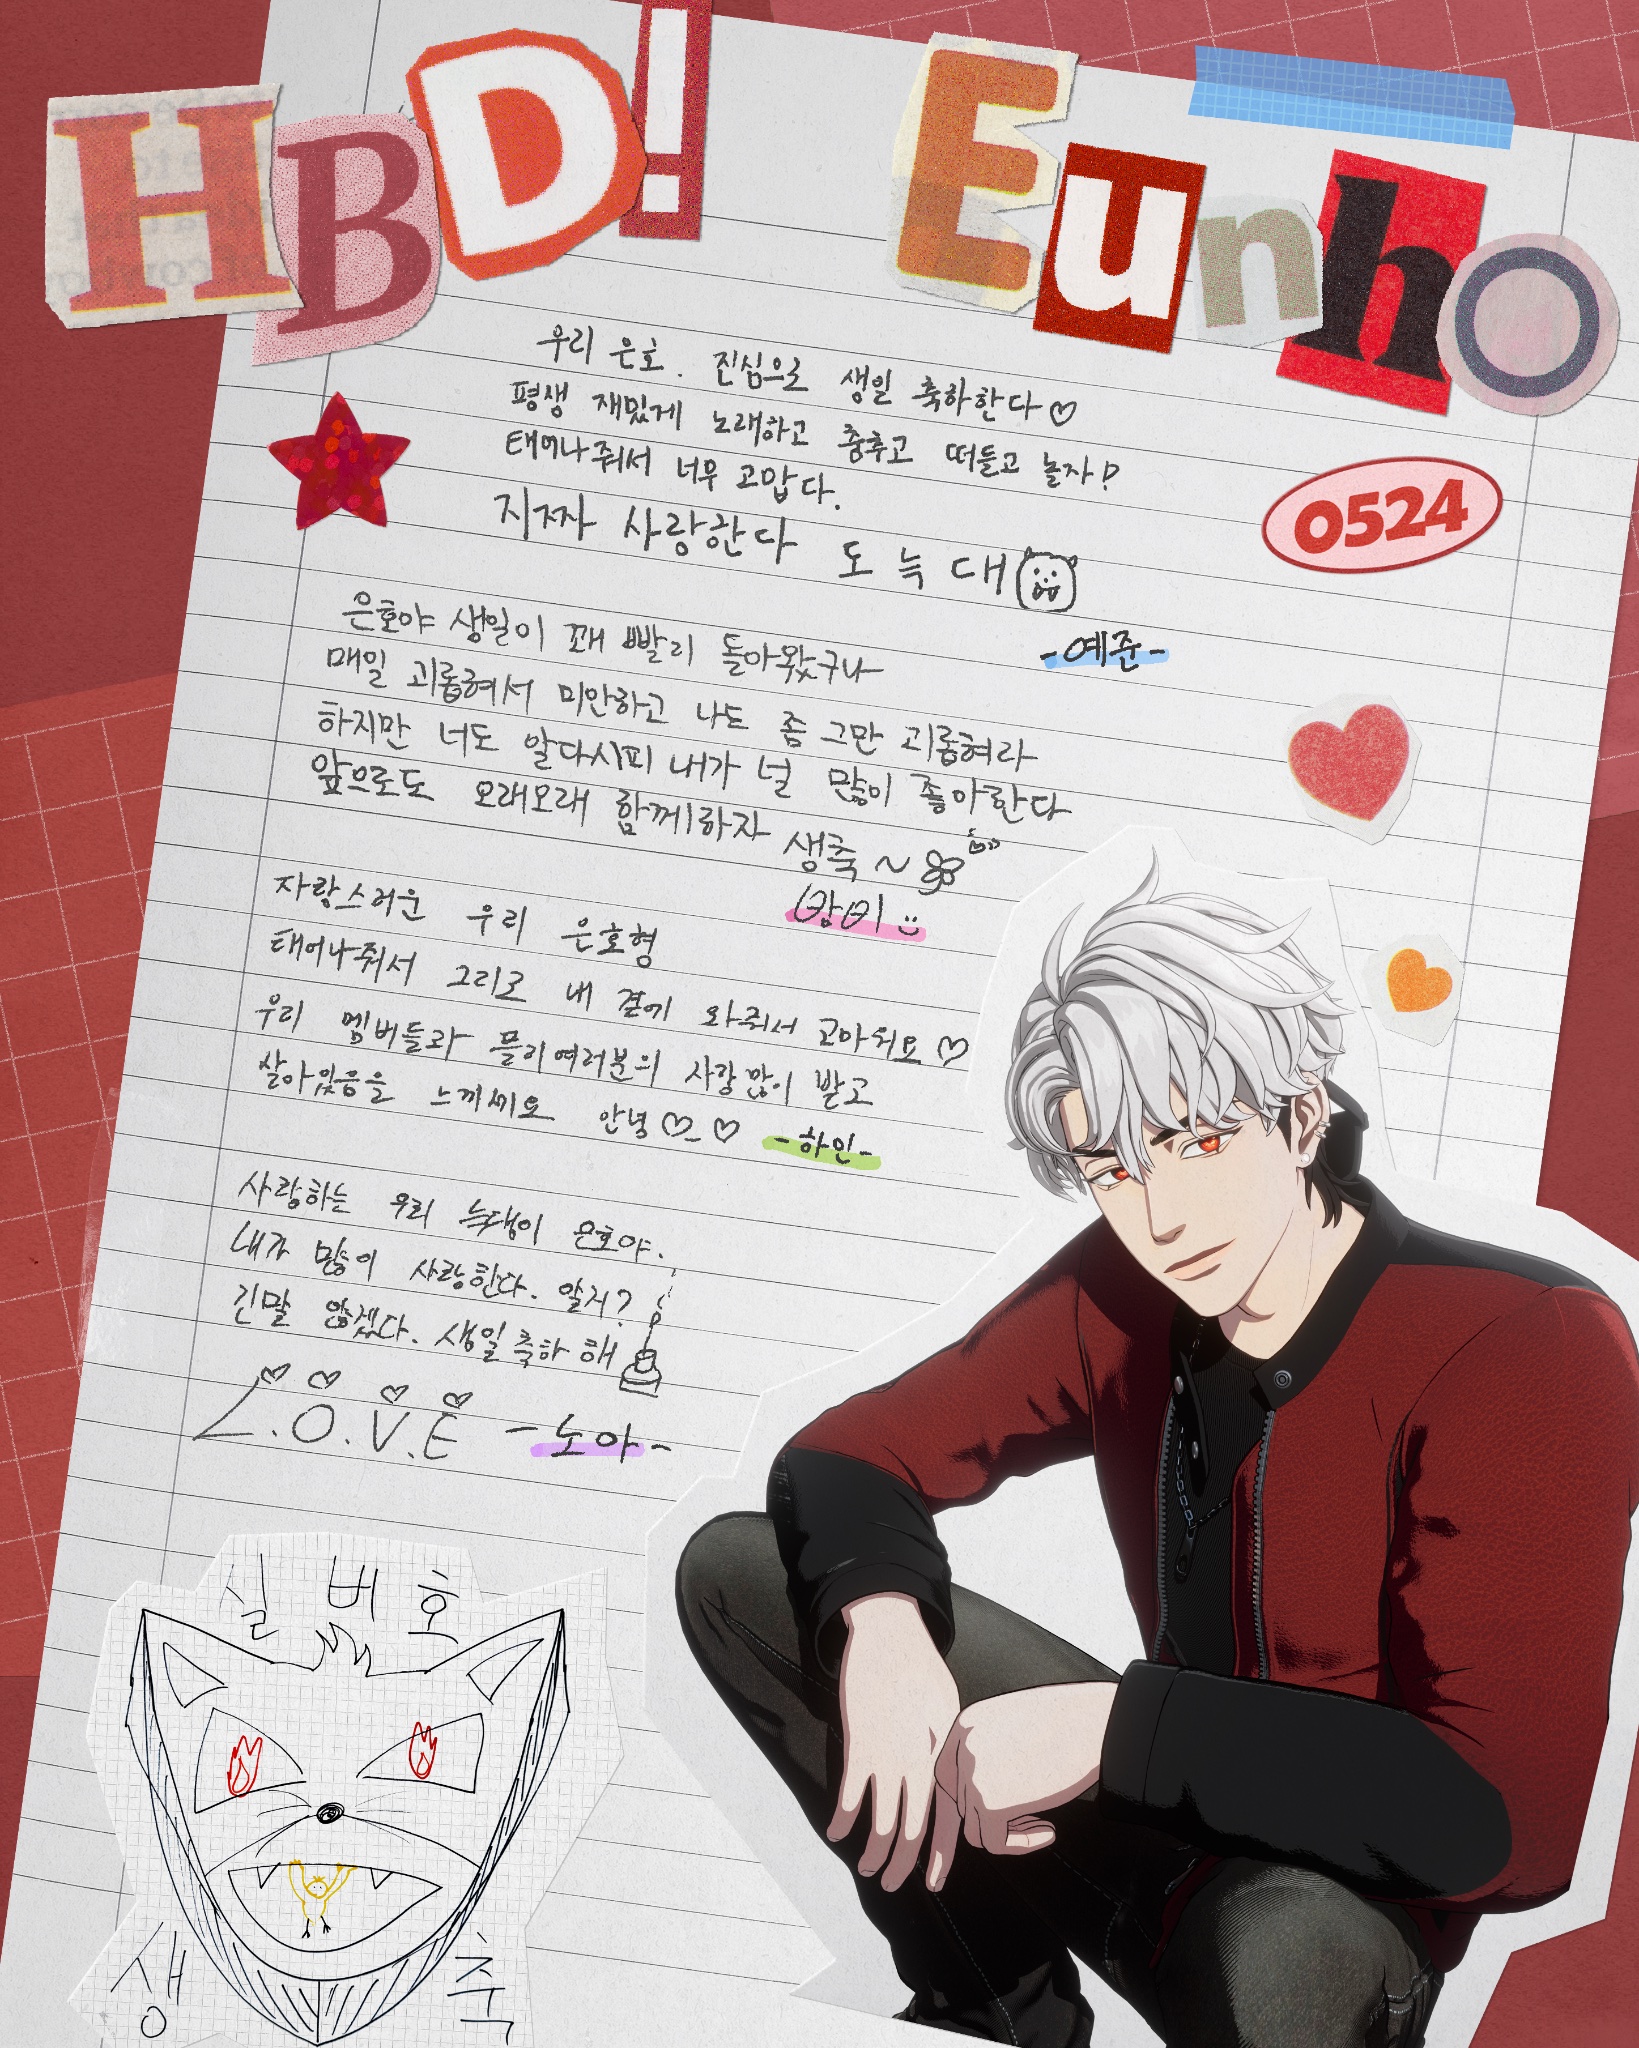 HBD! Eunho
우리 은호. 진심으로 생일 축하한다♡
평생 재밌게 노래하고 춤추고 떠들고 놀자!
태어나줘서 너무 고맙다.
지짜 사랑한다 도늑대
0524
-예준-
은호야 생일이 꽤 빨리 돌아왔구나
매일 괴롭혀서 미안하고 나도 좀 그만 괴롭혀라
하지만 너도 알다시피 내가 널 많이 좋아한다
앞으로도 오래오래 함께하자 생축~
밤비
자랑스러운 우리 은호형
태어나줘서 그리고 내 곁에 와줘서 고마워요♡
우리 멤버들과 플리여러분의 사랑 많이 받고
살아있음을 느끼세요 안녕♡_♡
-하민-
사랑하는 우리 늑댕이 은호야.
내가 많이 사랑한다. 알지?
긴말 않겠다. 생일 축하 해
L.O.V.E
-노아-
실버호
생축